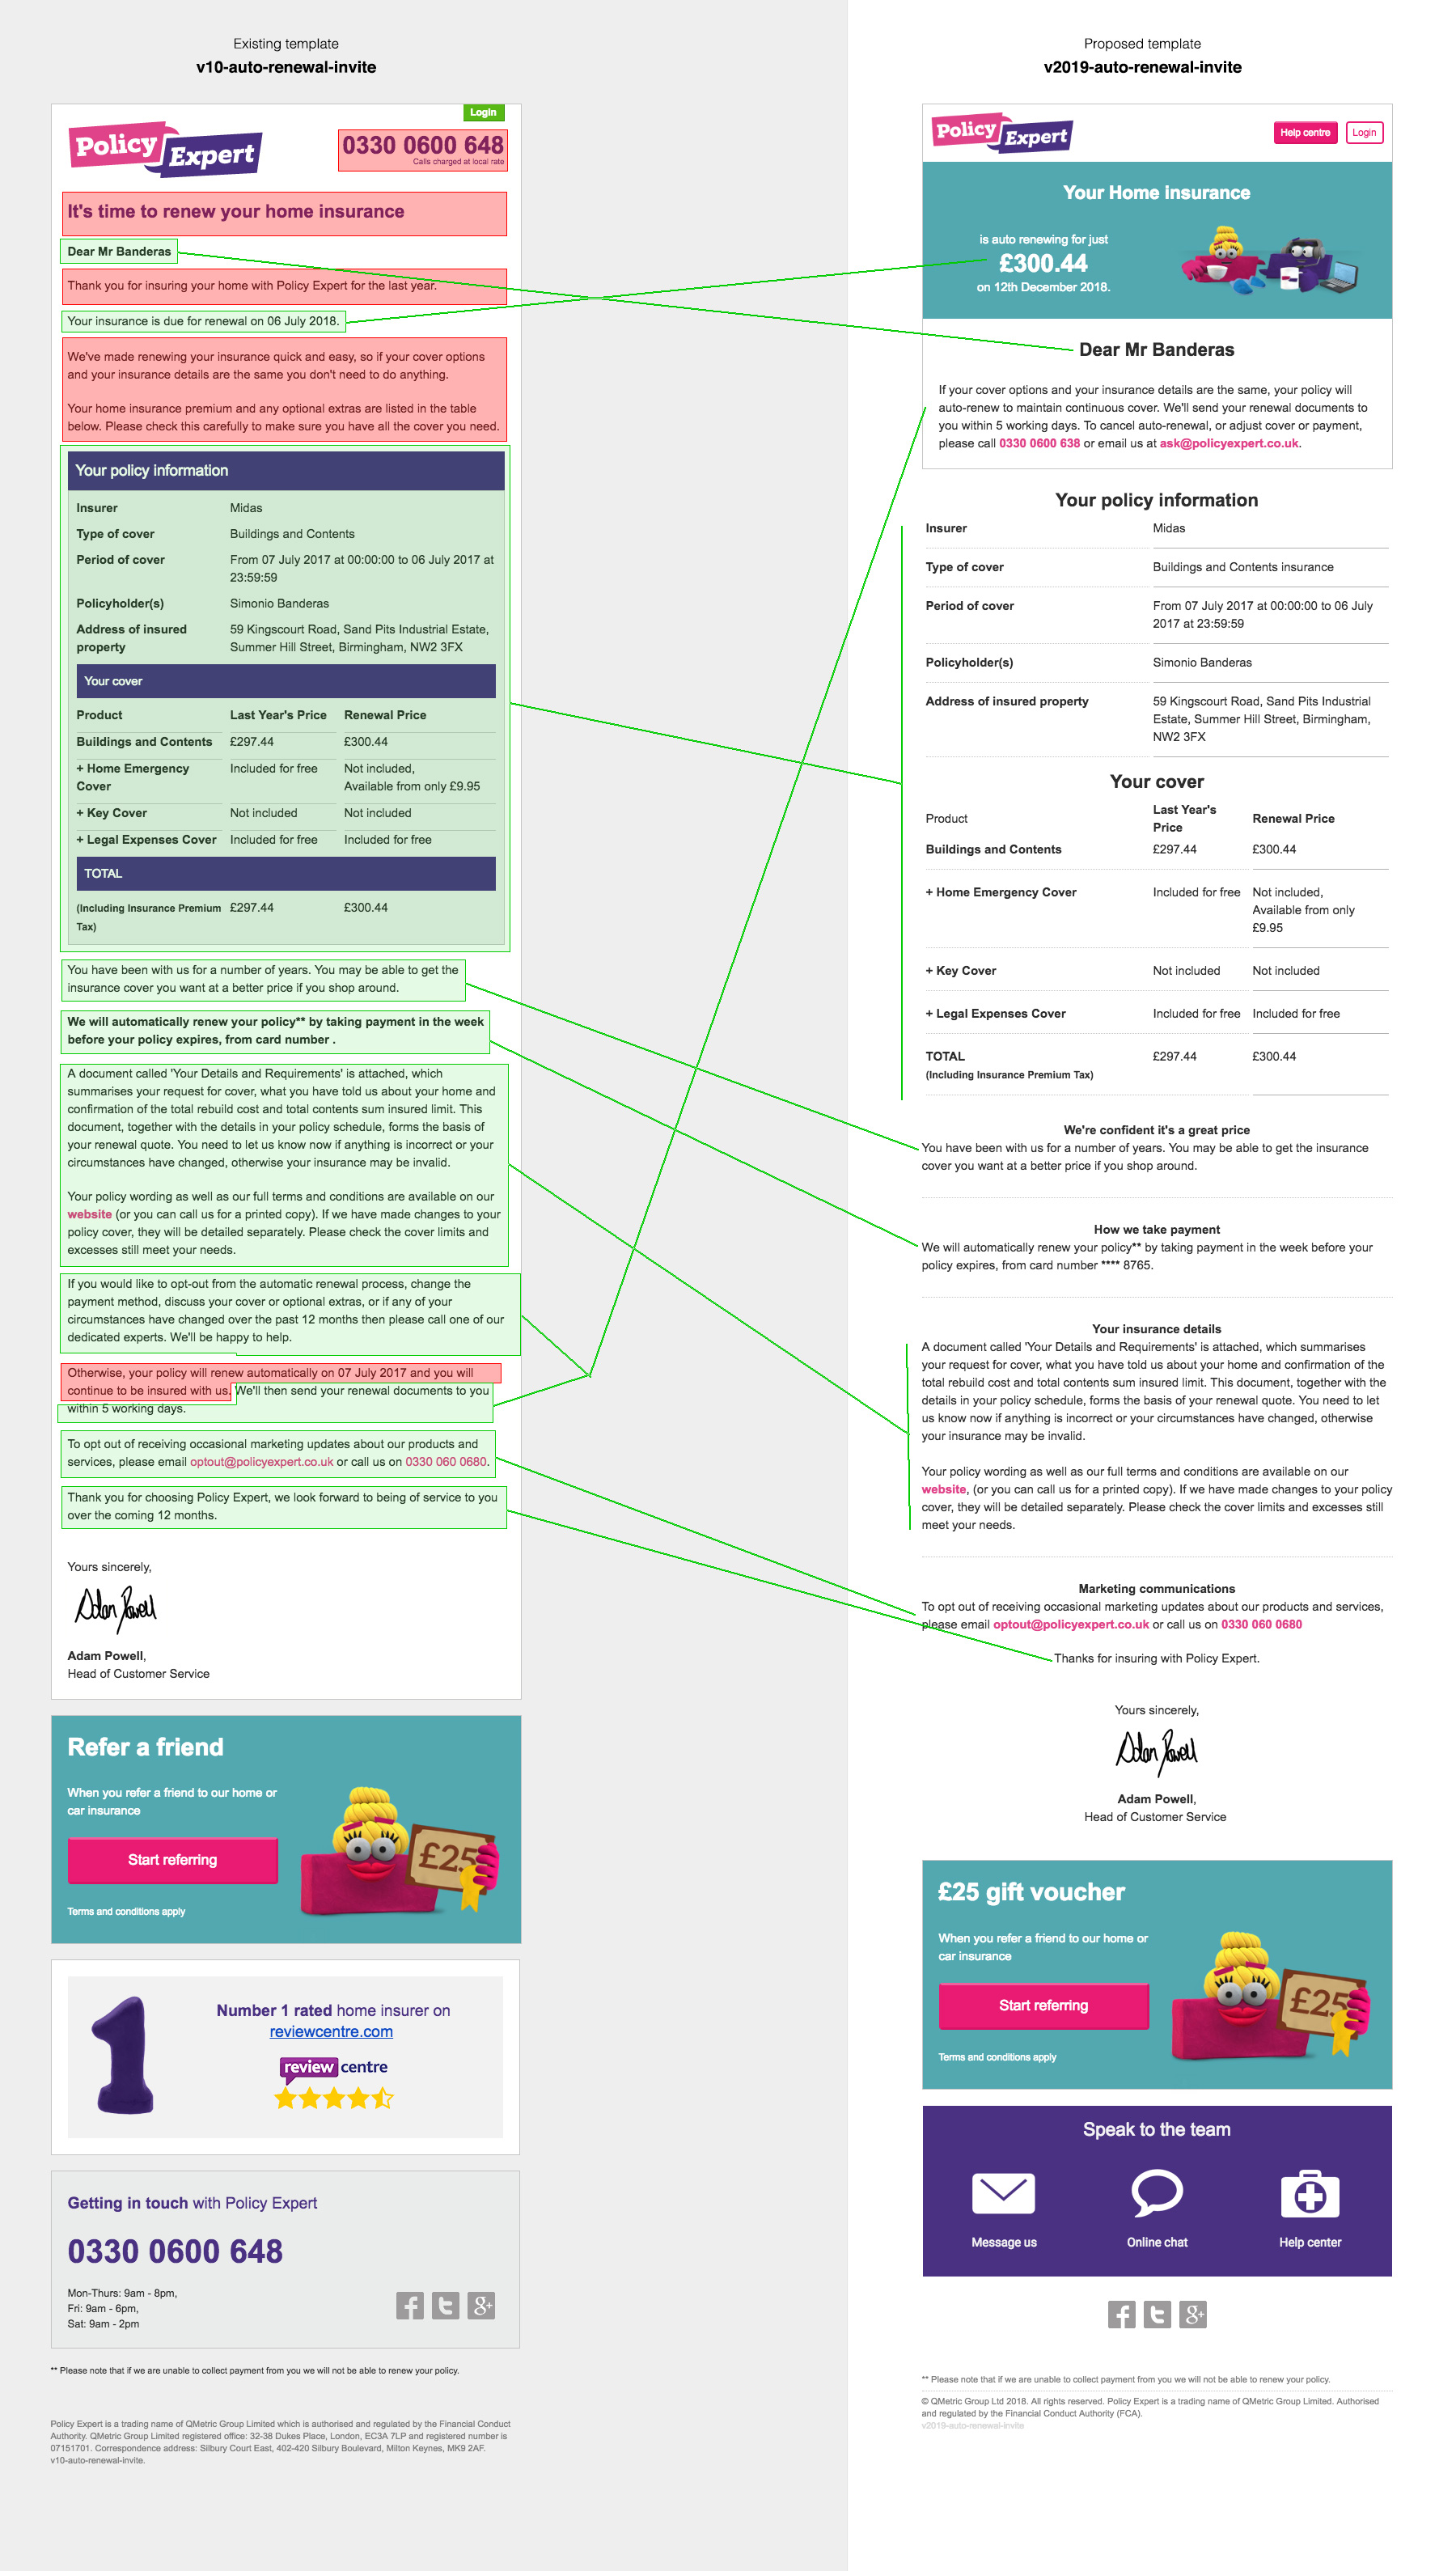 Existing template
v10-auto-renewal-invite
Login
Policy Expert
0330 0600 648
Calls charged at local rate
It's time to renew your home insurance
Dear Mr Banderas
Thank you for insuring your home with Policy Expert for the last year.
Your insurance is due for renewal on 06 July 2018.
We've made renewing your insurance quick and easy, so if your cover options
and your insurance details are the same you don't need to do anything.
Your home insurance premium and any optional extras are listed in the table
below. Please check this carefully to make sure you have all the cover you need.
Your policy information
Insurer Midas
Type of cover Buildings and Contents
Period of cover From 07 July 2017 at 00:00:00 to 06 July 2017 at
23:59:59
Policyholder(s) Simonio Banderas
Address of insured 59 Kingscourt Road, Sand Pits Industrial Estate,
property Summer Hill Street, Birmingham, NW2 3FX
Your cover
Product Last Year's Price Renewal Price
Buildings and Contents £297.44 £300.44
+ Home Emergency Included for free Not included,
Cover Available from only £9.95
+ Key Cover Not included Not included
+ Legal Expenses Cover Included for free Included for free
TOTAL
(Including Insurance Premium £297.44 £300.44
Tax)
You have been with us for a number of years. You may be able to get the
insurance cover you want at a better price if you shop around.
We will automatically renew your policy** by taking payment in the week
before your policy expires, from card number .
A document called 'Your Details and Requirements' is attached, which
summarises your request for cover, what you have told us about your home and
confirmation of the total rebuild cost and total contents sum insured limit. This
document, together with the details in your policy schedule, forms the basis of
your renewal quote. You need to let us know now if anything is incorrect or your
circumstances have changed, otherwise your insurance may be invalid.
Your policy wording as well as our full terms and conditions are available on our
website (or you can call us for a printed copy). If we have made changes to your
policy cover, they will be detailed separately. Please check the cover limits and
excesses still meet your needs.
If you would like to opt-out from the automatic renewal process, change the
payment method, discuss your cover or optional extras, or if any of your
circumstances have changed over the past 12 months then please call one of our
dedicated experts. We'll be happy to help.
Otherwise, your policy will renew automatically on 07 July 2017 and you will
continue to be insured with us. We'll then send your renewal documents to you
within 5 working days.
To opt out of receiving occasional marketing updates about our products and
services, please email optout@policyexpert.co.uk or call us on 0330 060 0680.
Thank you for choosing Policy Expert, we look forward to being of service to you
over the coming 12 months.
Yours sincerely,
Adam Powell
Adam Powell,
Head of Customer Service
Refer a friend
When you refer a friend to our home or
car insurance
Start referring
Terms and conditions apply
£25
1
Number 1 rated home insurer on
reviewcentre.com
review centre
Getting in touch with Policy Expert
0330 0600 648
Mon-Thurs: 9am - 8pm,
Fri: 9am - 6pm,
Sat: 9am - 2pm
** Please note that if we are unable to collect payment from you we will not be able to renew your policy.
Policy Expert is a trading name of QMetric Group Limited which is authorised and regulated by the Financial Conduct
Authority. QMetric Group Limited registered office: 32-38 Dukes Place, London, EC3A 7LP and registered number is
07151701. Correspondence address: Silbury Court East, 402-420 Silbury Boulevard, Milton Keynes, MK9 2AF.
v10-auto-renewal-invite.
Proposed template
v2019-auto-renewal-invite
Policy Expert
Help centre
Login
Your Home insurance
is auto renewing for just
£300.44
on 12th December 2018.
Dear Mr Banderas
If your cover options and your insurance details are the same, your policy will
auto-renew to maintain continuous cover. We'll send your renewal documents to
you within 5 working days. To cancel auto-renewal, or adjust cover or payment,
please call 0330 0600 638 or email us at ask@policyexpert.co.uk.
Your policy information
Insurer Midas
Type of cover Buildings and Contents insurance
Period of cover From 07 July 2017 at 00:00:00 to 06 July
2017 at 23:59:59
Policyholder(s) Simonio Banderas
Address of insured property 59 Kingscourt Road, Sand Pits Industrial
Estate, Summer Hill Street, Birmingham,
NW2 3FX
Your cover
Product Last Year's Price Renewal Price
Buildings and Contents £297.44 £300.44
+ Home Emergency Cover Included for free Not included,
Available from only
£9.95
+ Key Cover Not included Not included
+ Legal Expenses Cover Included for free Included for free
TOTAL £297.44 £300.44
(Including Insurance Premium Tax)
We're confident it's a great price
You have been with us for a number of years. You may be able to get the insurance
cover you want at a better price if you shop around.
How we take payment
We will automatically renew your policy** by taking payment in the week before your
policy expires, from card number **** 8765.
Your insurance details
A document called 'Your Details and Requirements' is attached, which summarises
your request for cover, what you have told us about your home and confirmation of the
total rebuild cost and total contents sum insured limit. This document, together with the
details in your policy schedule, forms the basis of your renewal quote. You need to let
us know now if anything is incorrect or your circumstances have changed, otherwise
your insurance may be invalid.
Your policy wording as well as our full terms and conditions are available on our
website, (or you can call us for a printed copy). If we have made changes to your policy
cover, they will be detailed separately. Please check the cover limits and excesses still
meet your needs.
Marketing communications
To opt out of receiving occasional marketing updates about our products and services,
please email optout@policyexpert.co.uk or call us on 0330 060 0680
Thanks for insuring with Policy Expert.
Yours sincerely,
Adam Powell
Adam Powell,
Head of Customer Service
£25 gift voucher
When you refer a friend to our home or
car insurance
Start referring
Terms and conditions apply
£25
Speak to the team
Message us
Online chat
Help center
** Please note that if we are unable to collect payment from you we will not be able to renew your policy.
© QMetric Group Ltd 2018. All rights reserved. Policy Expert is a trading name of QMetric Group Limited. Authorised
and regulated by the Financial Conduct Authority (FCA).
v2019-auto-renewal-invite